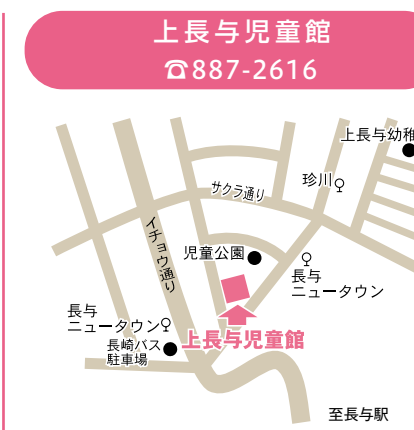 上長与児童館
☎887-2616
上長与幼稚
珍川
サクラ通り
イチョウ通り
児童公園
長与
ニュータウン
長与
ニュータウン
長崎バス
駐車場
上長与児童館
至長与駅